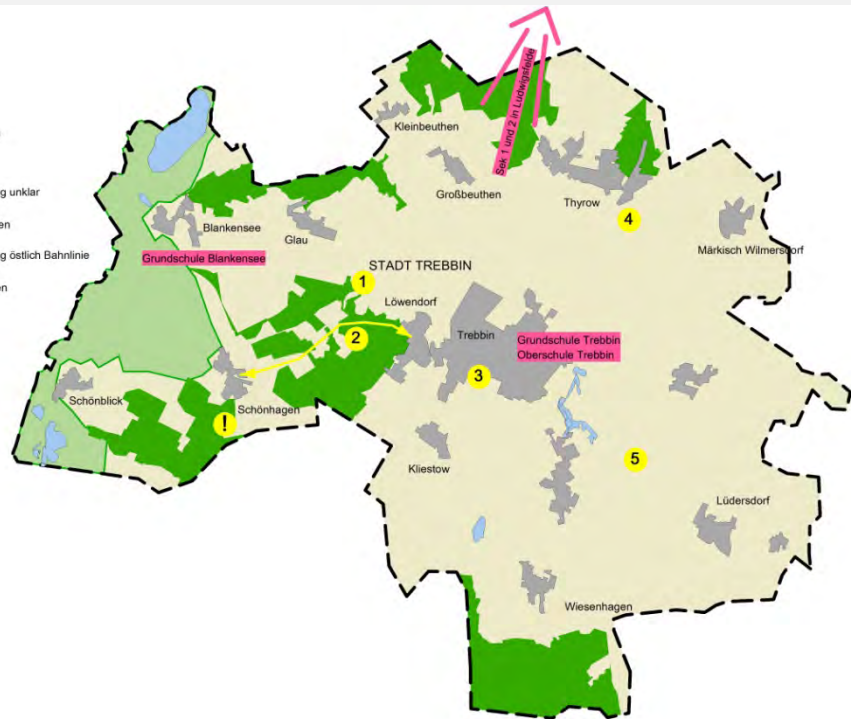 g unklar
en
g östlich Bahnlinie
en
Sek 1 und 2 in Ludwigsfelde
Kleinbeuthen
Großbeuthen
Thyrow
4
Märkisch Wilmersdorf
Blankensee
Glau
Grundschule Blankensee
STADT TREBBIN
1
Löwendorf
2
Trebbin
Grundschule Trebbin
Oberschule Trebbin
3
Schönblick
Schönhagen
!
Kliestow
5
Lüdersdorf
Wiesenhagen